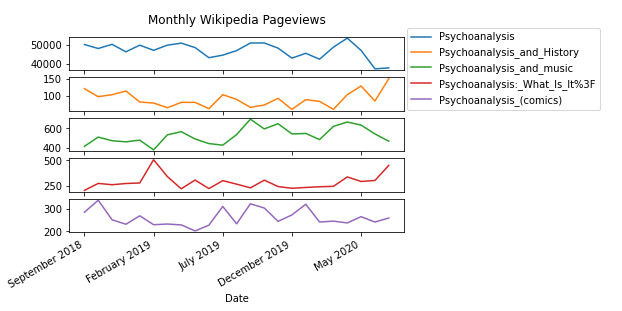 Monthly Wikipedia Pageviews
50000
40000
Psychoanalysis
Psychoanalysis_and_History
Psychoanalysis_and_music
Psychoanalysis:_What_Is_It%3F
Psychoanalysis_(comics)
150
100
600
400
500
250
300
200
September 2018
February 2019
July 2019
December 2019
May 2020
Date